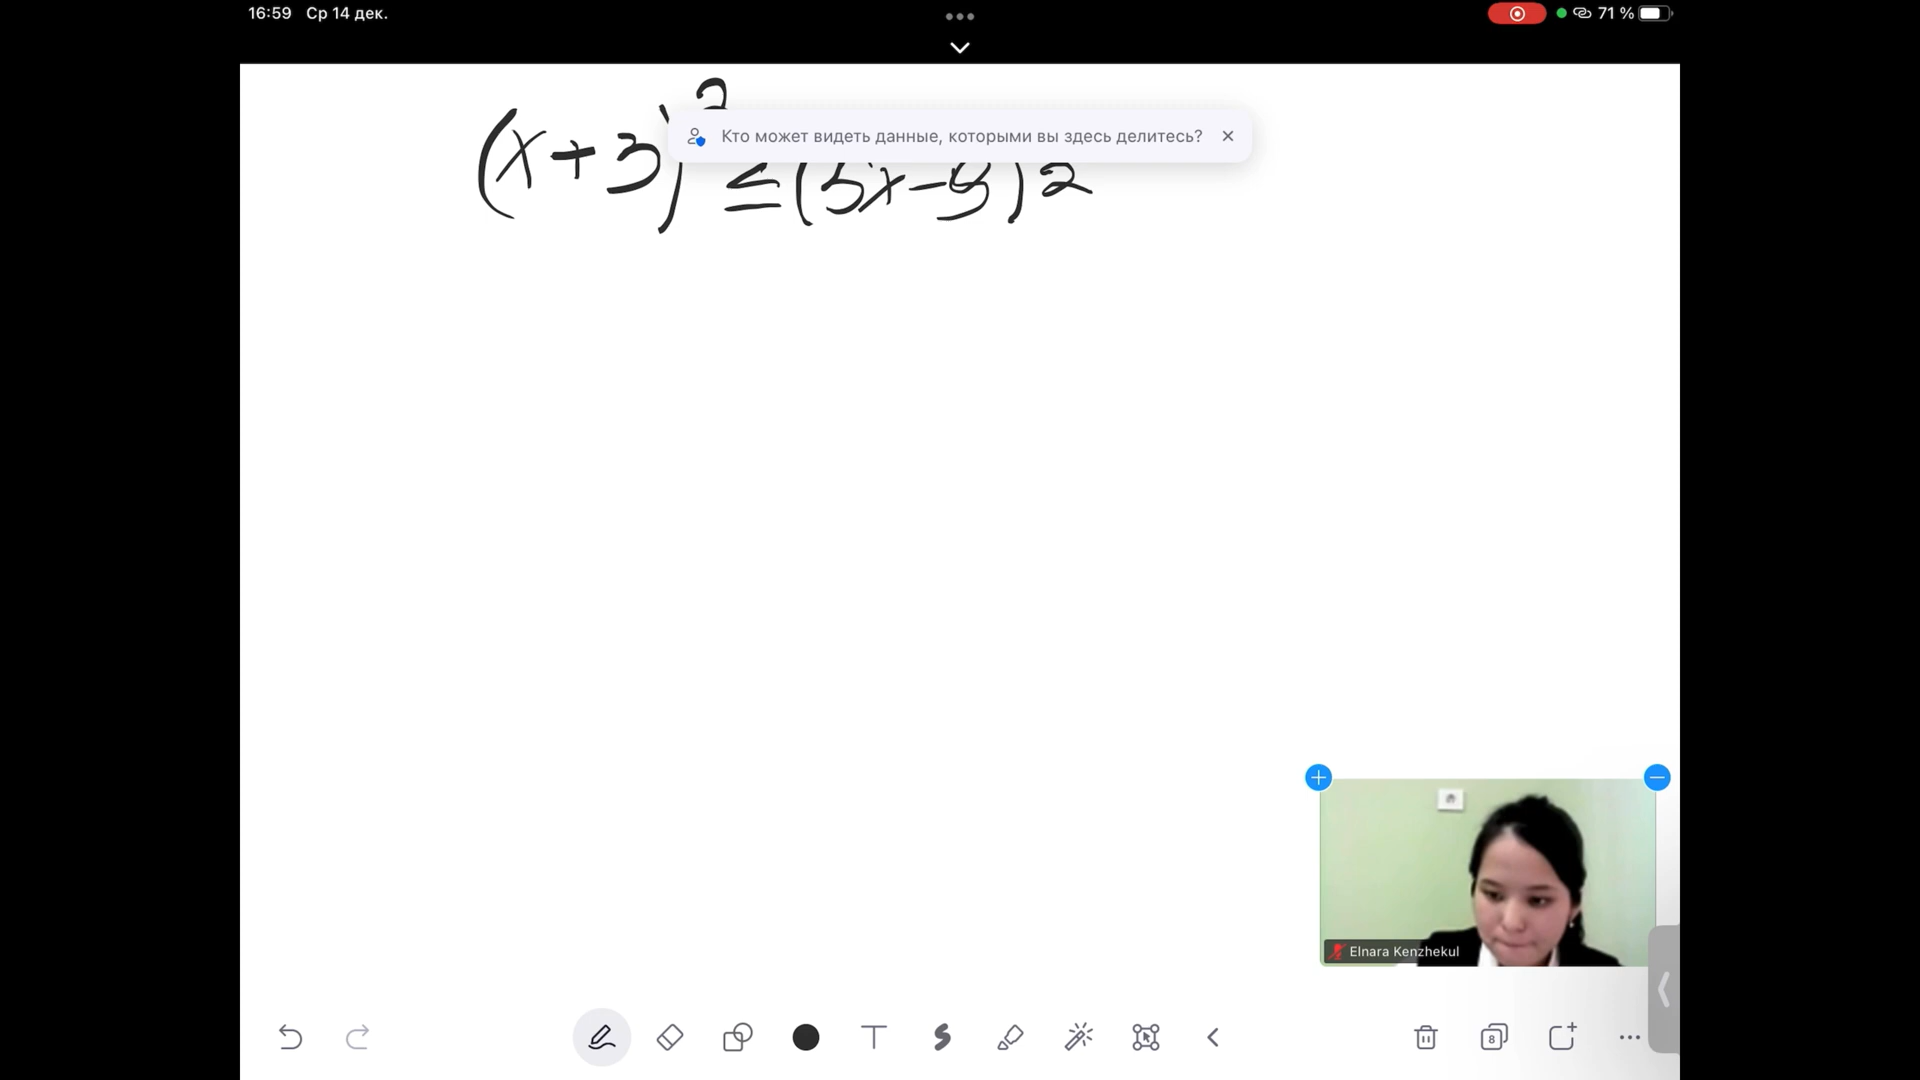 16:59 Ср 14 дек.
71 %
(x+3)² ≤ (5x-9)2
Кто может видеть данные, которыми вы здесь делитесь?
Elnara Kenzhekul
8